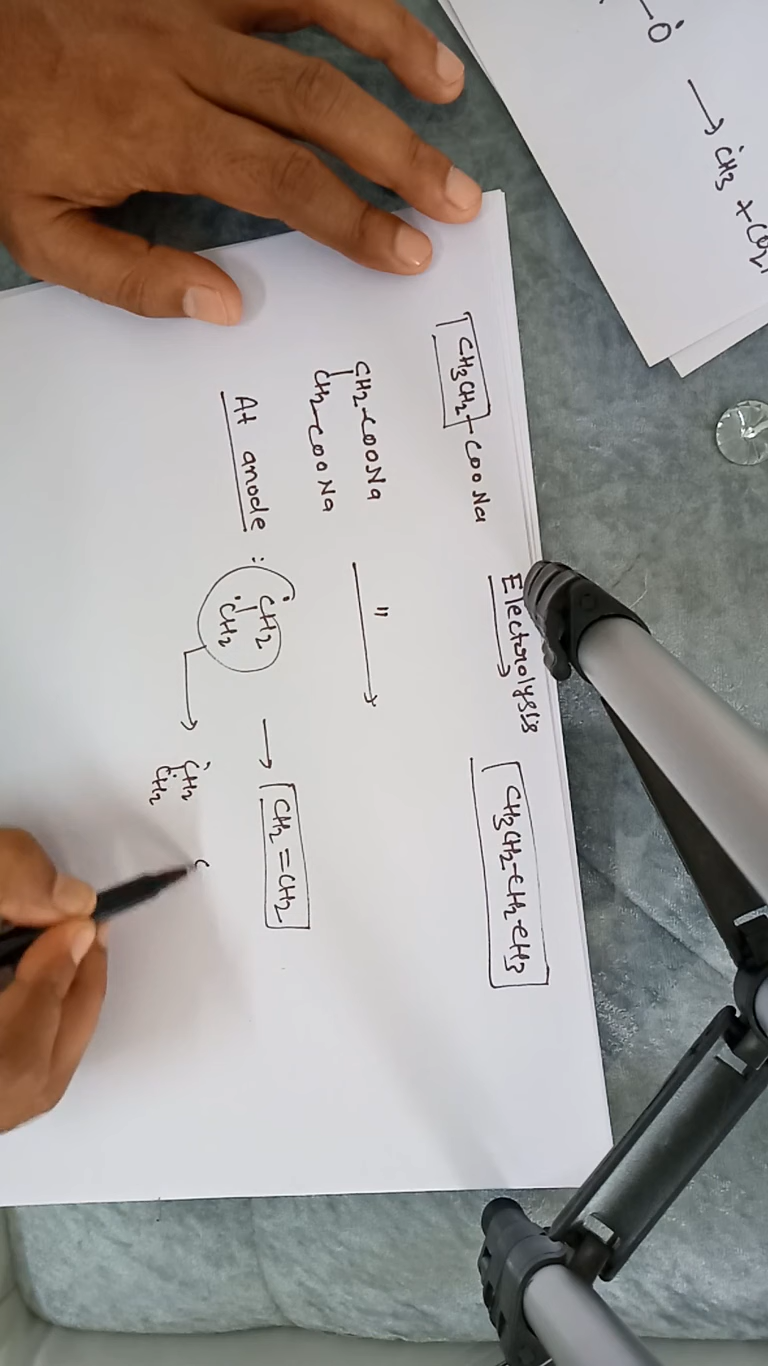 -Ȯ → ĊH3 + CO2↑
CH3CH2+COONa Electrolysis → CH3CH2-CH2-CH3
CH2-COONa
| " →
CH2-COONa
At anode : ĊH2
| → CH2=CH2
ĊH2
→ ĊH2
|
ĊH2